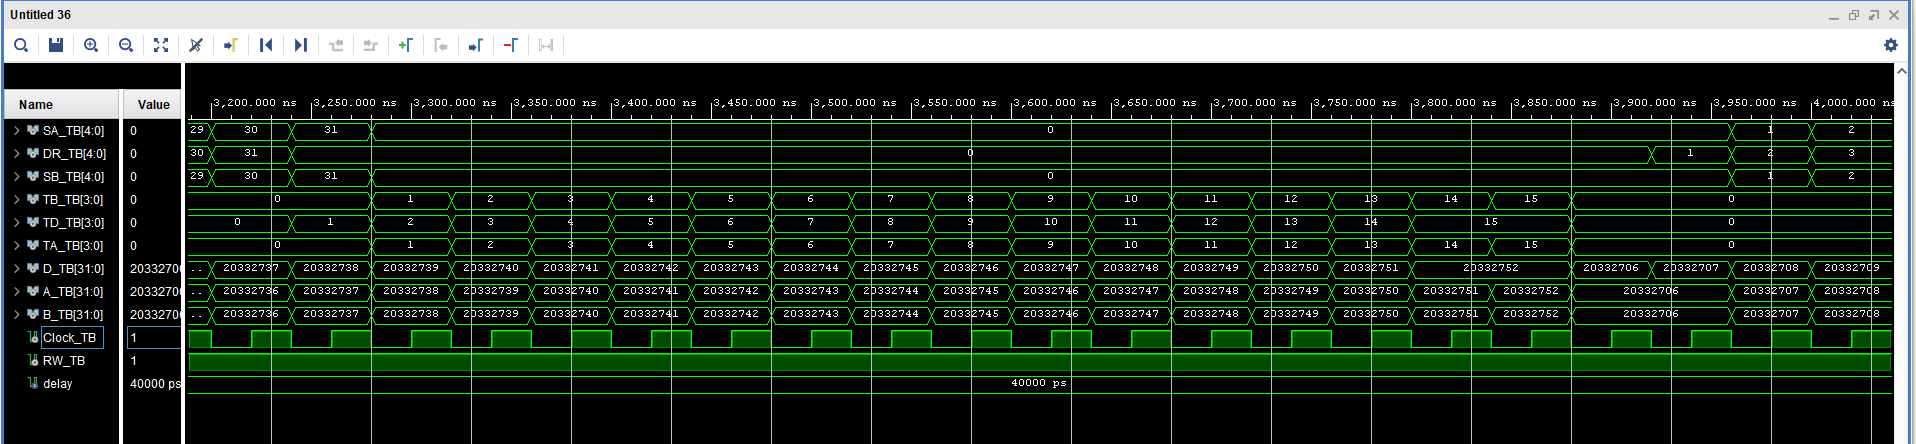 Untitled 36
3,200.000 ns 3,250.000 ns 3,300.000 ns 3,350.000 ns 3,400.000 ns 3,450.000 ns 3,500.000 ns 3,550.000 ns 3,600.000 ns 3,650.000 ns 3,700.000 ns 3,750.000 ns 3,800.000 ns 3,850.000 ns 3,900.000 ns 3,950.000 ns 4,000.000 ns
Name Value
SA_TB[4:0] 0 29 30 31 0 1 2
DR_TB[4:0] 0 30 31 0 1 2 3
SB_TB[4:0] 0 29 30 31 0 1 2
TB_TB[3:0] 0 0 1 2 3 4 5 6 7 8 9 10 11 12 13 14 15 0
TD_TB[3:0] 0 0 1 2 3 4 5 6 7 8 9 10 11 12 13 14 15 0
TA_TB[3:0] 0 0 1 2 3 4 5 6 7 8 9 10 11 12 13 14 15 0
D_TB[31:0] 2033270 .. 20332737 20332738 20332739 20332740 20332741 20332742 20332743 20332744 20332745 20332746 20332747 20332748 20332749 20332750 20332751 20332752 20332706 20332707 20332708 20332709
A_TB[31:0] 2033270 .. 20332736 20332737 20332738 20332739 20332740 20332741 20332742 20332743 20332744 20332745 20332746 20332747 20332748 20332749 20332750 20332751 20332752 20332706 20332707 20332708
B_TB[31:0] 2033270 .. 20332736 20332737 20332738 20332739 20332740 20332741 20332742 20332743 20332744 20332745 20332746 20332747 20332748 20332749 20332750 20332751 20332752 20332706 20332707 20332708
Clock_TB 1
RW_TB 1
delay 40000 ps 40000 ps